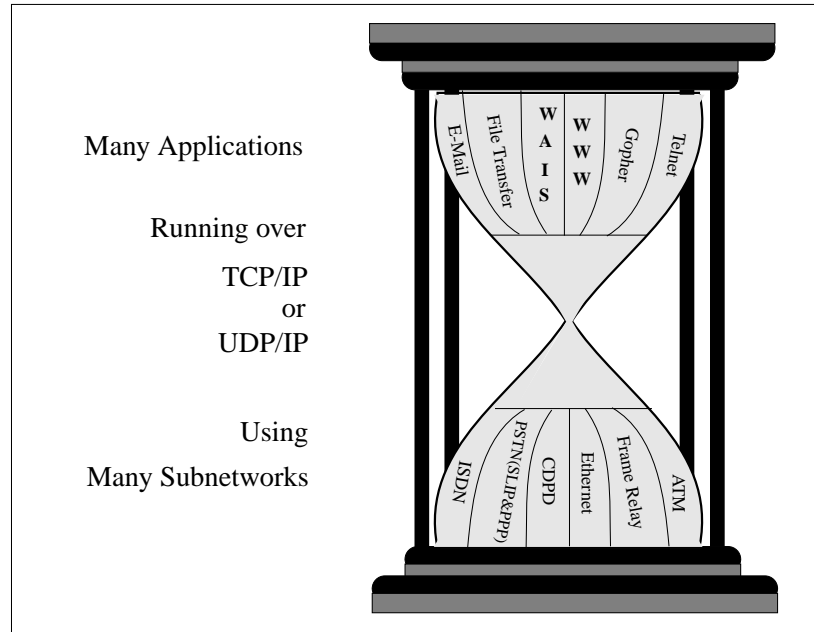 Many Applications
Running over
TCP/IP
or
UDP/IP
Using
Many Subnetworks
E-Mail
File Transfer
WAIS
WWW
Gopher
Telnet
ISDN
PSTN(SLIP&PPP)
CDPD
Ethernet
Frame Relay
ATM